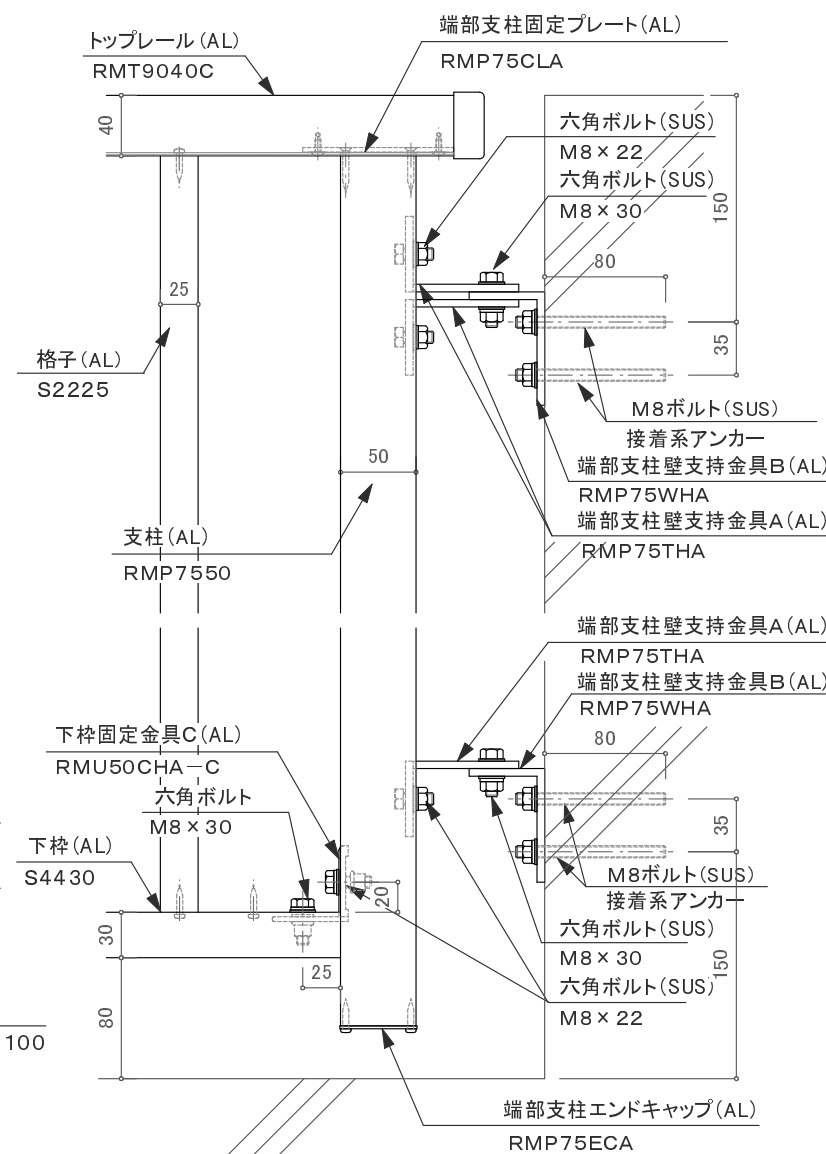 端部支柱固定プレート(AL)
RMP75CLA
トップレール(AL)
RMT9040C
40
六角ボルト(SUS)
M8×22
六角ボルト(SUS)
M8×30
150
80
25
35
格子(AL)
S2225
M8ボルト(SUS)
接着系アンカー
50
端部支柱壁支持金具B(AL)
RMP75WHA
端部支柱壁支持金具A(AL)
RMP75THA
支柱(AL)
RMP7550
端部支柱壁支持金具A(AL)
RMP75THA
端部支柱壁支持金具B(AL)
RMP75WHA
下枠固定金具C(AL)
RMU50CHA-C
80
六角ボルト
M8×30
35
下枠(AL)
S4430
M8ボルト(SUS)
接着系アンカー
20
30
六角ボルト(SUS)
M8×30
150
25
六角ボルト(SUS)
M8×22
80
100
端部支柱エンドキャップ(AL)
RMP75ECA